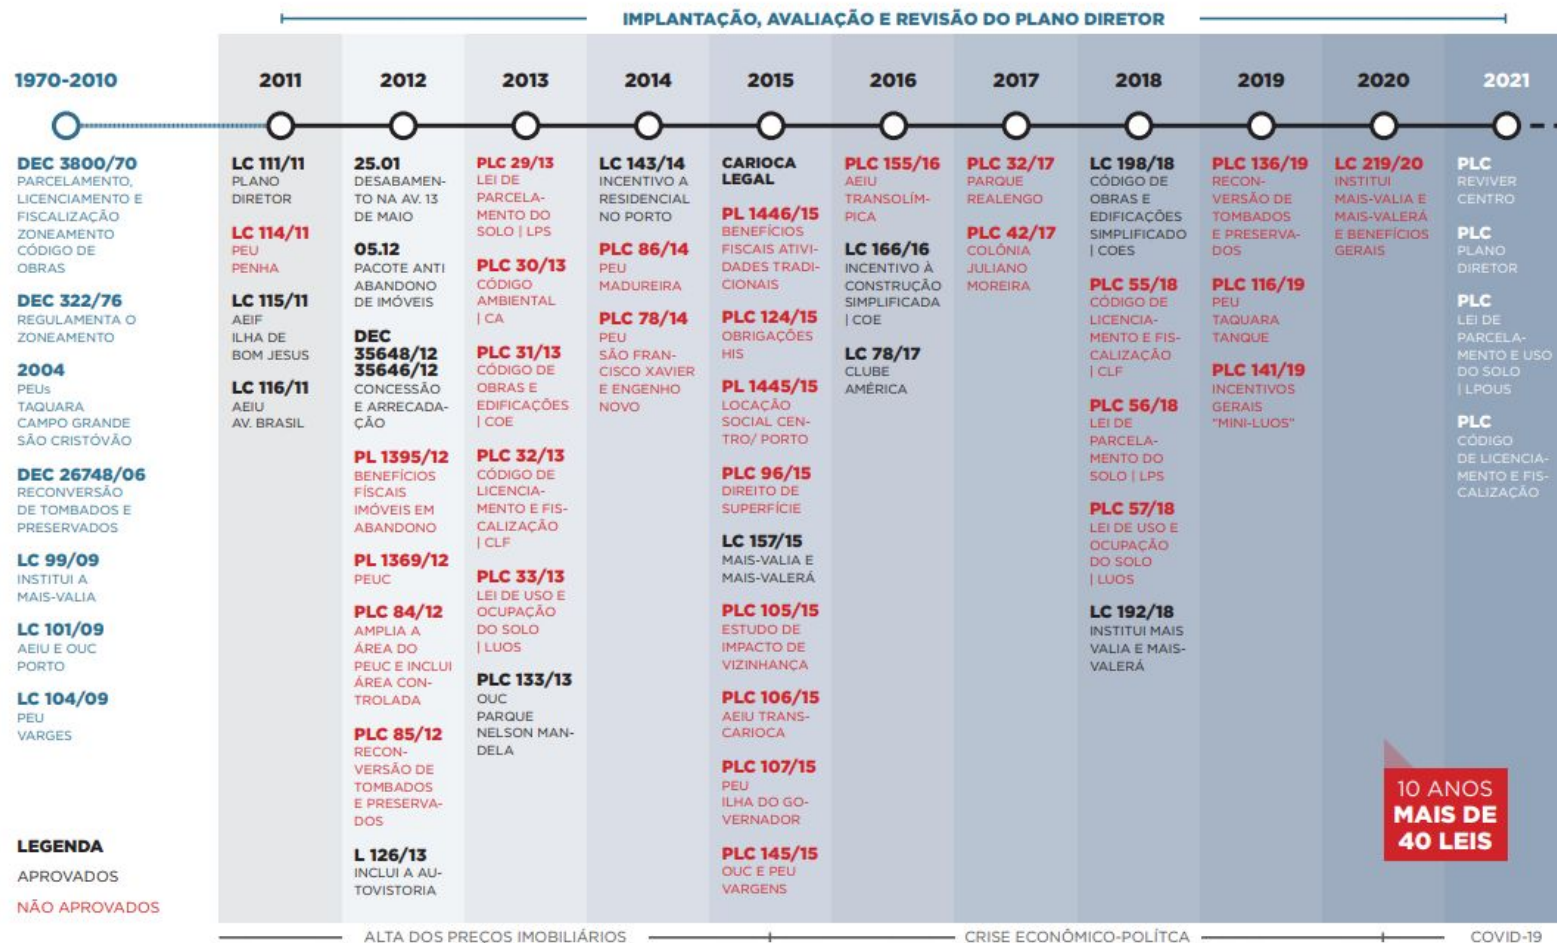 IMPLANTAÇÃO, AVALIAÇÃO E REVISÃO DO PLANO DIRETOR
1970-2010
DEC 3800/70
PARCELAMENTO,
LICENCIAMENTO E
FISCALIZAÇÃO
ZONEAMENTO
CÓDIGO DE
OBRAS
DEC 322/76
REGULAMENTA O
ZONEAMENTO
2004
PEUs
TAQUARA
CAMPO GRANDE
SÃO CRISTÓVÃO
DEC 26748/06
RECONVERSÃO
DE TOMBADOS E
PRESERVADOS
LC 99/09
INSTITUI A
MAIS-VALIA
LC 101/09
AEIU E OUC
PORTO
LC 104/09
PEU
VARGES
LEGENDA
APROVADOS
NÃO APROVADOS
2011
LC 111/11
PLANO
DIRETOR
LC 114/11
PEU
PENHA
LC 115/11
AEIF
ILHA DE
BOM JESUS
LC 116/11
AEIU
AV. BRASIL
2012
25.01
DESABAMEN-
TO NA AV. 13
DE MAIO
05.12
PACOTE ANTI
ABANDONO
DE IMÓVEIS
DEC
35648/12
35646/12
CONCESSÃO
E ARRECADA-
ÇÃO
PL 1395/12
BENEFÍCIOS
FÍSCAIS
IMÓVEIS EM
ABANDONO
PL 1369/12
PEUC
PLC 84/12
AMPLIA A
ÁREA DO
PEUC E INCLUI
ÁREA CON-
TROLADA
PLC 85/12
RECON-
VERSÃO DE
TOMBADOS
E PRESERVA-
DOS
L 126/13
INCLUI A AU-
TOVISTORIA
2013
PLC 29/13
LEI DE
PARCELA-
MENTO DO
SOLO | LPS
PLC 30/13
CÓDIGO
AMBIENTAL
| CA
PLC 31/13
CÓDIGO DE
OBRAS E
EDIFICAÇÕES
| COE
PLC 32/13
CÓDIGO DE
LICENCIA-
MENTO E FIS-
CALIZAÇÃO
| CLF
PLC 33/13
LEI DE USO E
OCUPAÇÃO
DO SOLO
| LUOS
PLC 133/13
OUC
PARQUE
NELSON MAN-
DELA
2014
LC 143/14
INCENTIVO A
RESIDENCIAL
NO PORTO
PLC 86/14
PEU
MADUREIRA
PLC 78/14
PEU
SÃO FRAN-
CISCO XAVIER
E ENGENHO
NOVO
2015
CARIOCA
LEGAL
PL 1446/15
BENEFÍCIOS
FISCAIS ATIVI-
DADES TRADI-
CIONAIS
PLC 124/15
OBRIGAÇÕES
HIS
PL 1445/15
LOCAÇÃO
SOCIAL CEN-
TRO/ PORTO
PLC 96/15
DIREITO DE
SUPERFÍCIE
LC 157/15
MAIS-VALIA E
MAIS-VALERÁ
PLC 105/15
ESTUDO DE
IMPACTO DE
VIZINHANÇA
PLC 106/15
AEIU TRANS-
CARIOCA
PLC 107/15
PEU
ILHA DO GO-
VERNADOR
PLC 145/15
OUC E PEU
VARGENS
2016
PLC 155/16
AEIU
TRANSOLÍM-
PICA
LC 166/16
INCENTIVO À
CONSTRUÇÃO
SIMPLIFICADA
| COE
LC 78/17
CLUBE
AMÉRICA
2017
PLC 32/17
PARQUE
REALENGO
PLC 42/17
COLÔNIA
JULIANO
MOREIRA
2018
LC 198/18
CÓDIGO DE
OBRAS E
EDIFICAÇÕES
SIMPLIFICADO
| COES
PLC 55/18
CÓDIGO DE
LICENCIA-
MENTO E FIS-
CALIZAÇÃO
| CLF
PLC 56/18
LEI DE
PARCELA-
MENTO DO
SOLO | LPS
PLC 57/18
LEI DE USO E
OCUPAÇÃO
DO SOLO
| LUOS
LC 192/18
INSTITUI MAIS
VALIA E MAIS-
VALERÁ
2019
PLC 136/19
RECON-
VERSÃO DE
TOMBADOS
E PRESERVA-
DOS
PLC 116/19
PEU
TAQUARA
TANQUE
PLC 141/19
INCENTIVOS
GERAIS
"MINI-LUOS"
2020
LC 219/20
INSTITUI
MAIS-VALIA E
MAIS-VALERÁ
E BENEFÍCIOS
GERAIS
2021
PLC
REVIVER
CENTRO
PLC
PLANO
DIRETOR
PLC
LEI DE
PARCELA-
MENTO E USO
DO SOLO
| LPOUS
PLC
CÓDIGO
DE LICENCIA-
MENTO E FIS-
CALIZAÇÃO
10 ANOS
MAIS DE
40 LEIS
ALTA DOS PREÇOS IMOBILIÁRIOS
CRISE ECONÔMICO-POLÍTCA
COVID-19